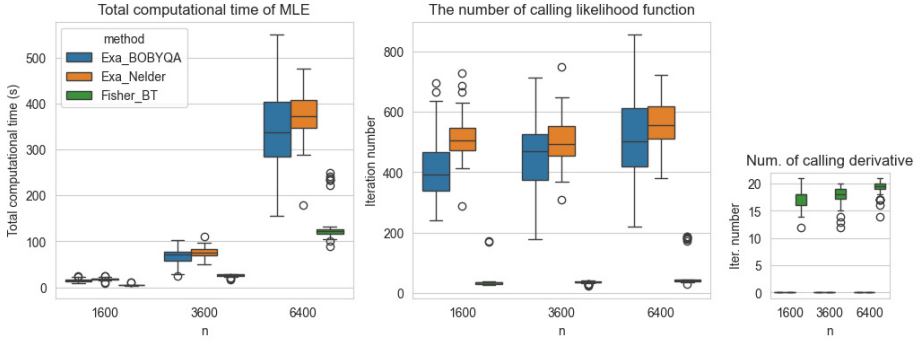 Total computational time of MLE
Total computational time (s)
500
400
300
200
100
0
method
Exa_BOBYQA
Exa_Nelder
Fisher_BT
1600
3600
6400
n
The number of calling likelihood function
Iteration number
800
600
400
200
0
1600
3600
6400
n
Num. of calling derivative
Iter. number
20
15
10
5
0
1600
3600
6400
n